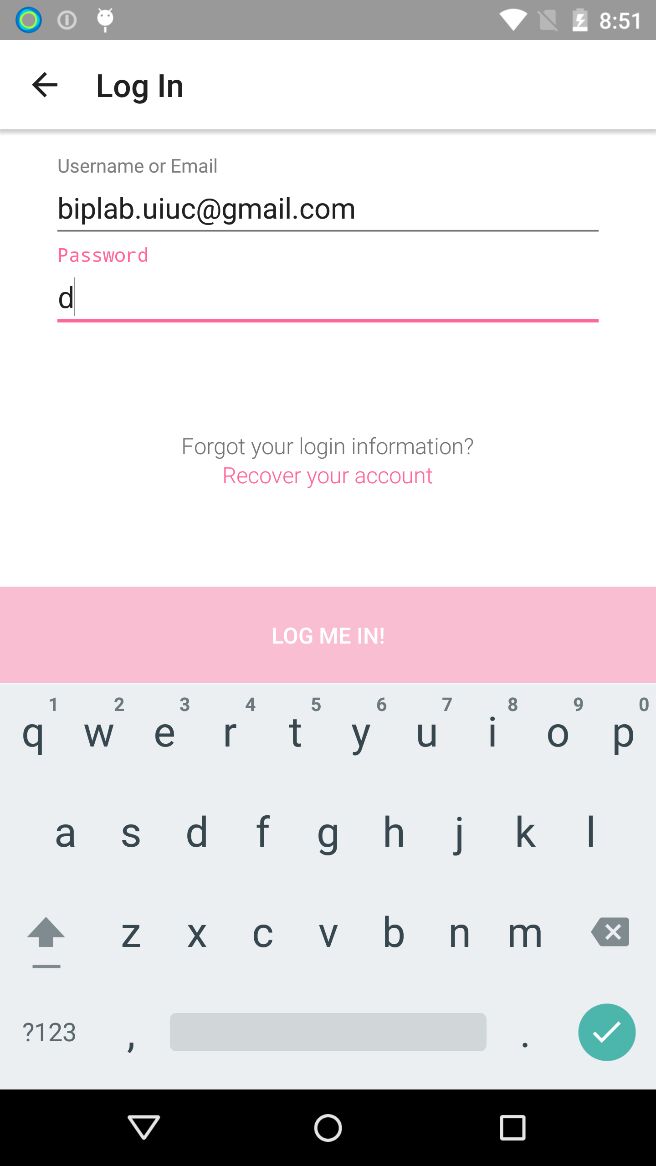 8:51
Log In
Username or Email
biplab.uiuc@gmail.com
Password
d
Forgot your login information?
Recover your account
LOG ME IN!
1 2 3 4 5 6 7 8 9 0
q w e r t y u i o p
a s d f g h j k l
z x c v b n m
?123 , .